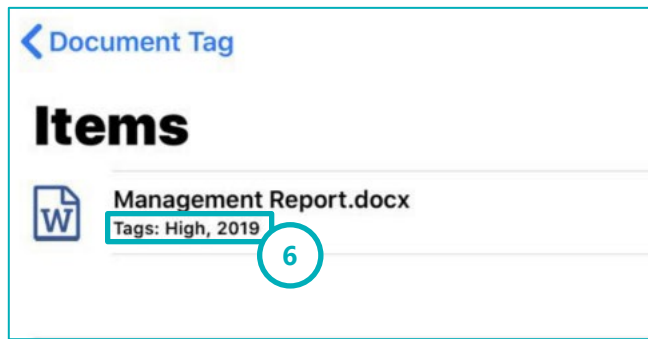 Document Tag
Items
W
Management Report.docx
Tags: High, 2019
6